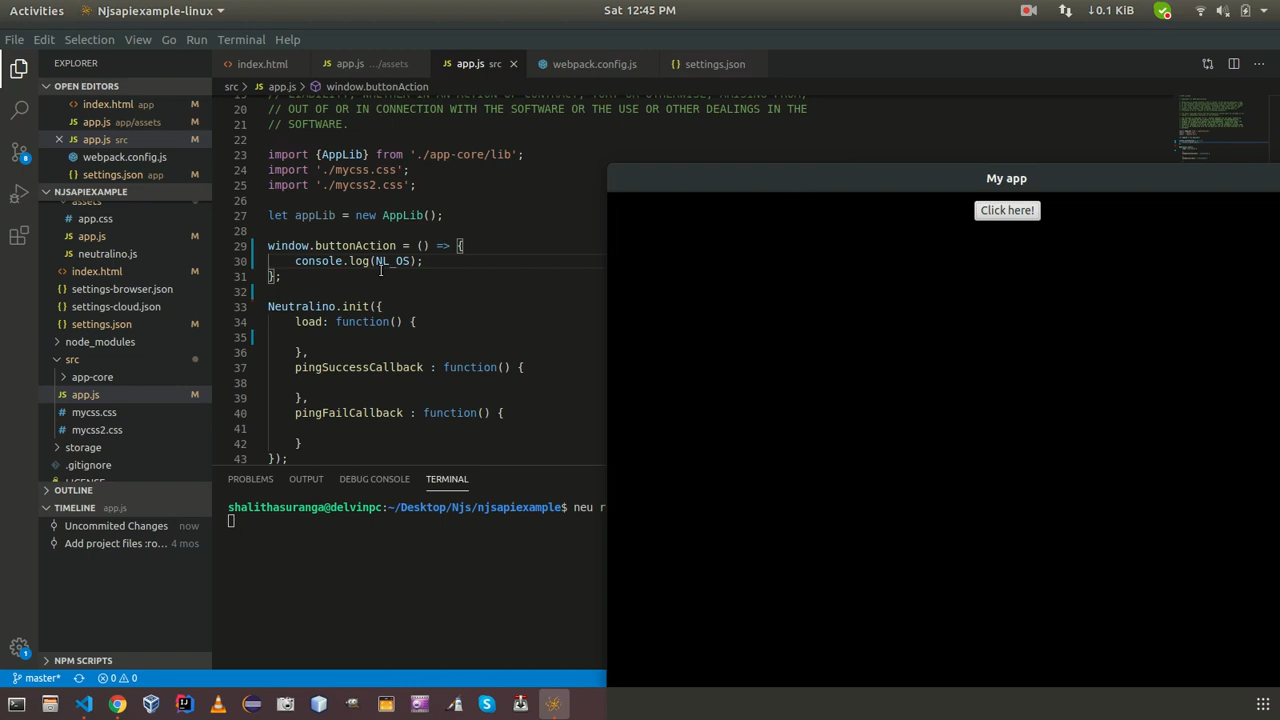 Activities Njsapiexample-linux Sat 12:45 PM ↓0.1 KiB
File Edit Selection View Go Run Terminal Help
EXPLORER
OPEN EDITORS
index.html app M
app.js app/assets M
app.js src M
webpack.config.js
settings.json app M
NJSAPIEXAMPLE
assets
app.css
app.js M
neutralino.js
index.html M
settings-browser.json
settings-cloud.json
settings.json M
node_modules
src
app-core
app.js M
mycss.css
mycss2.css
storage
.gitignore
OUTLINE
TIMELINE app.js
Uncommited Changes now
Add project files :ro... 4 mos
NPM SCRIPTS
index.html
app.js .../assets
app.js src
webpack.config.js
settings.json
src > app.js > window.buttonAction
20 // OUT OF OR IN CONNECTION WITH THE SOFTWARE OR THE USE OR OTHER DEALINGS IN THE
21 // SOFTWARE.
22
23 import {AppLib} from './app-core/lib';
24 import './mycss.css';
25 import './mycss2.css';
26
27 let appLib = new AppLib();
28
29 window.buttonAction = () => {
30 console.log(NL_OS);
31 };
32
33 Neutralino.init({
34 load: function() {
35
36 },
37 pingSuccessCallback : function() {
38
39 },
40 pingFailCallback : function() {
41
42 }
43 });
PROBLEMS OUTPUT DEBUG CONSOLE TERMINAL
shalithasuranga@delvinpc:~/Desktop/Njs/njsapiexample$ neu r
My app
Click here!
8
1
master* 0 0